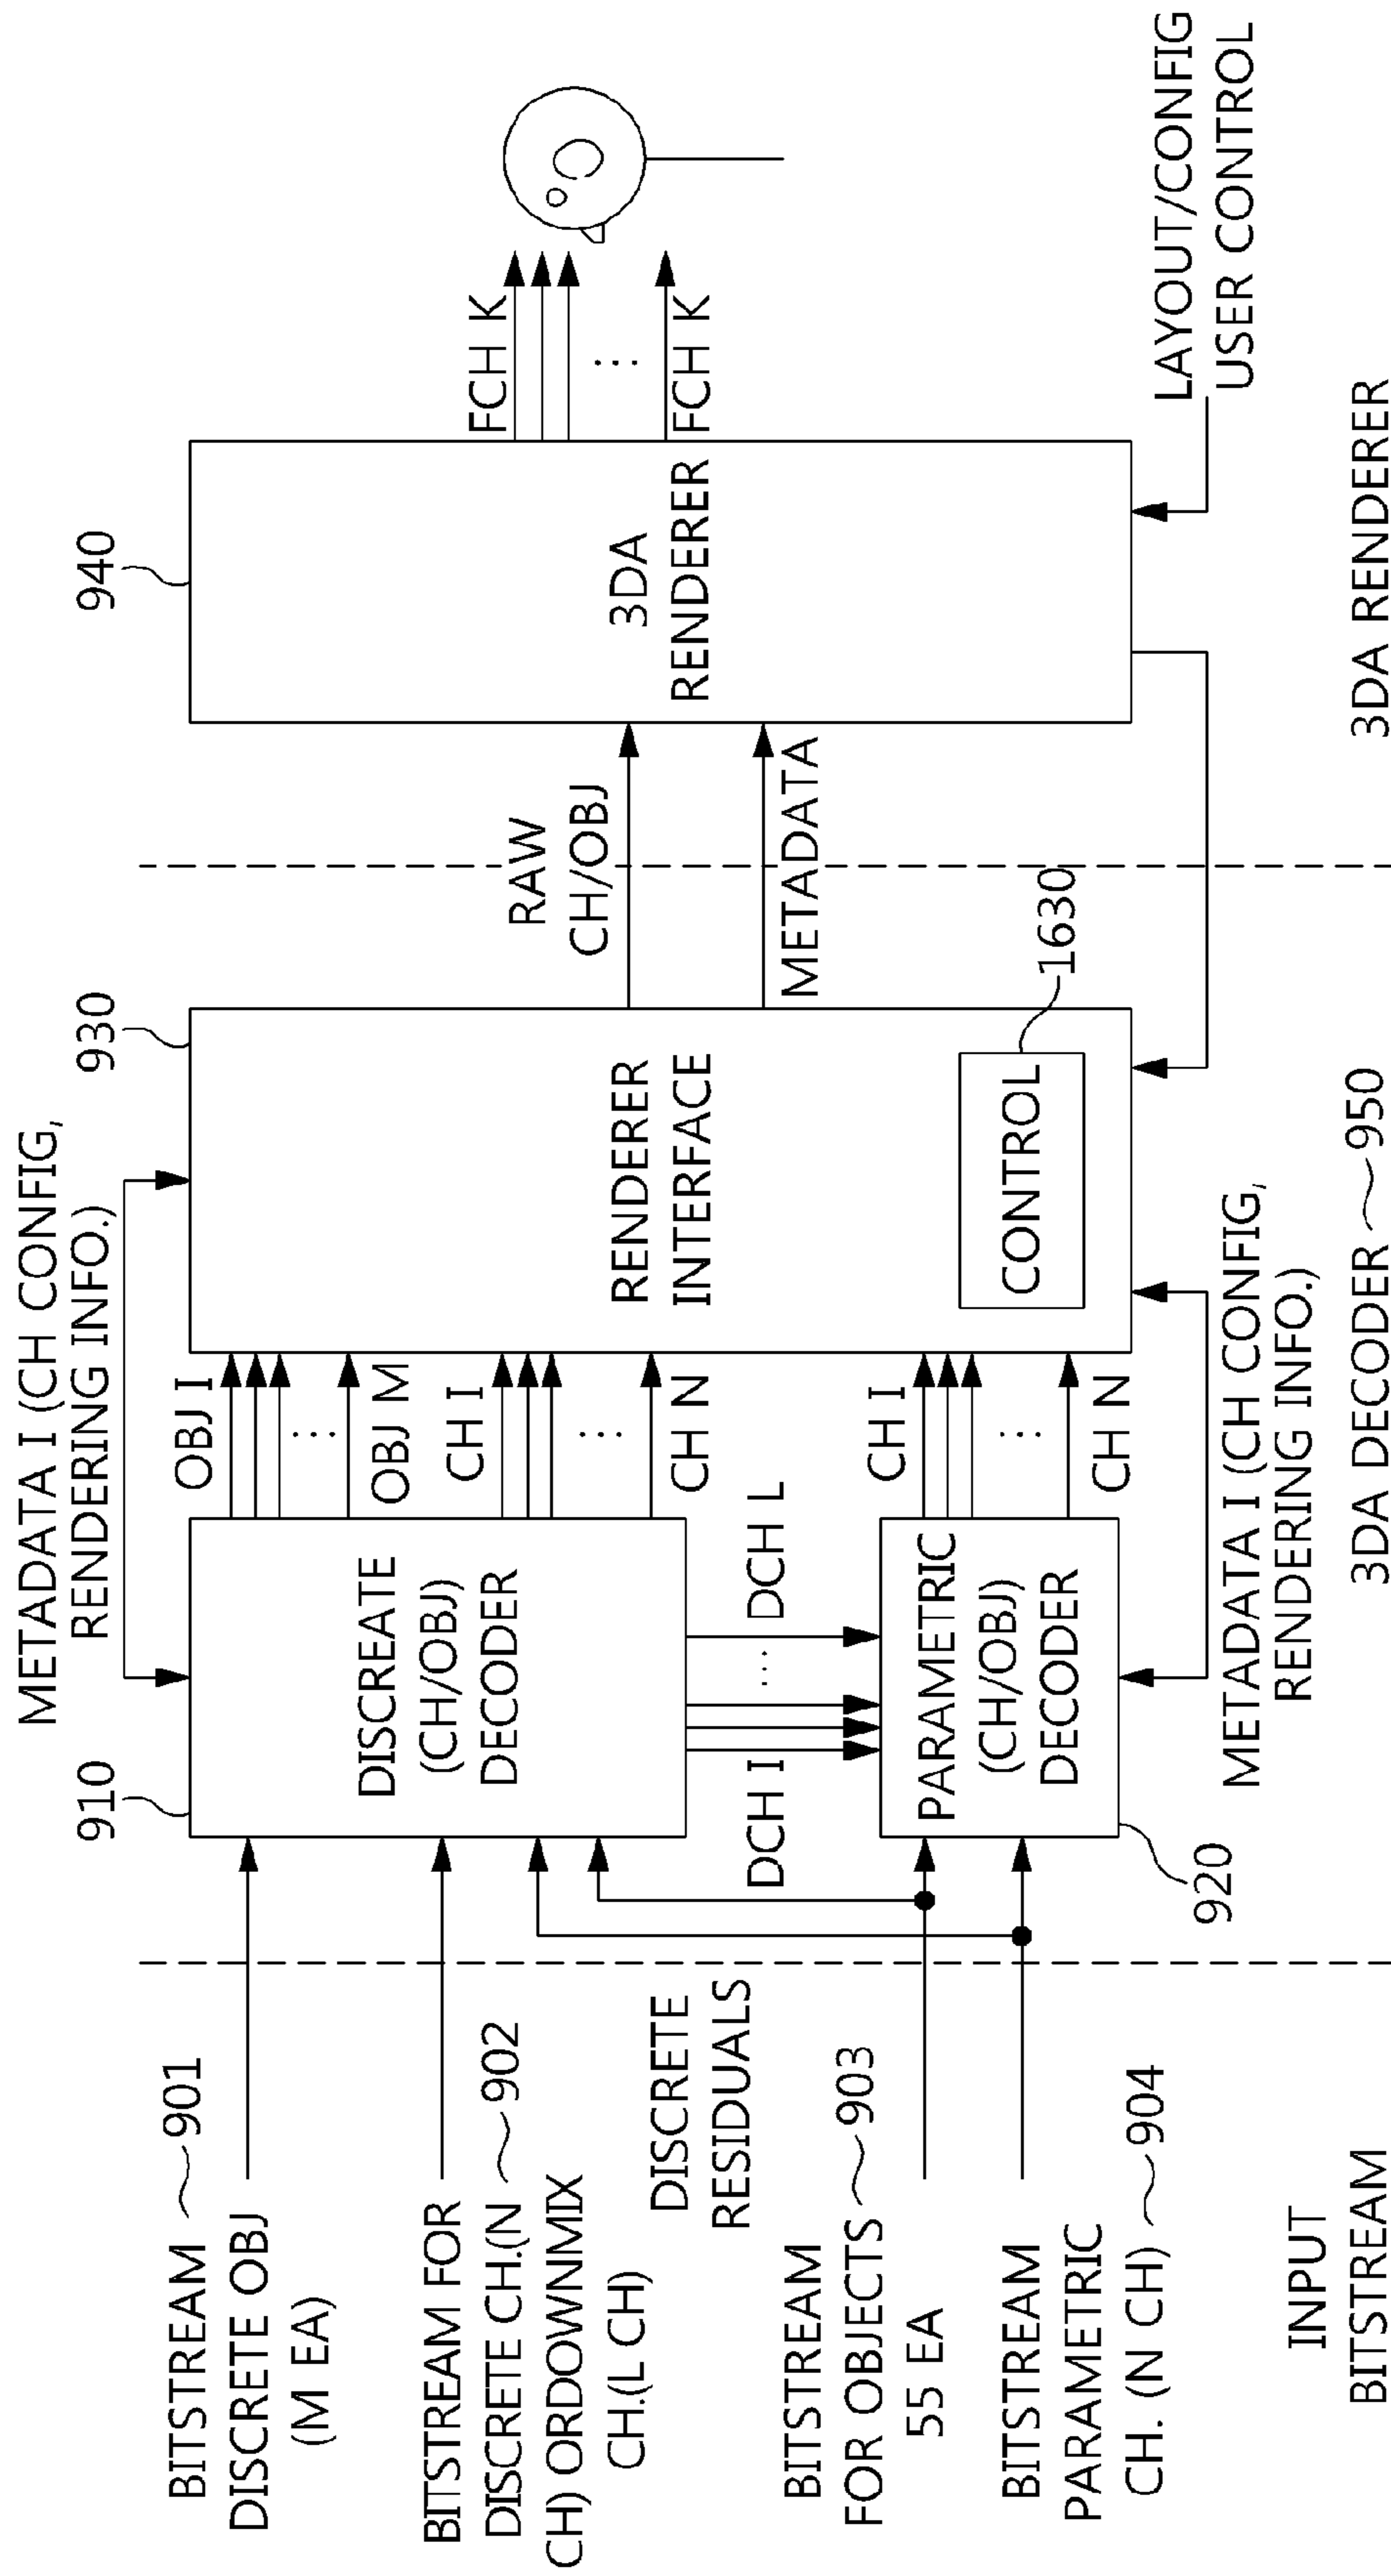 BITSTREAM 901
DISCRETE OBJ
(M EA)
BITSTREAM FOR
DISCRETE CH.(N 902
CH) ORDOWNMIX
CH.(L CH)
DISCRETE
RESIDUALS
BITSTREAM
FOR OBJECTS 903
55 EA
BITSTREAM
PARAMETRIC
CH. (N CH) 904
INPUT
BITSTREAM
METADATA I (CH CONFIG,
RENDERING INFO.)
910
DISCREATE
(CH/OBJ)
DECODER
OBJ I
OBJ M
CH I
CH N
DCH I
DCH L
PARAMETRIC
(CH/OBJ)
DECODER
920
CH I
CH N
METADATA I (CH CONFIG,
RENDERING INFO.)
3DA DECODER 950
930
RENDERER
INTERFACE
CONTROL
1630
RAW
CH/OBJ
METADATA
940
3DA
RENDERER
FCH K
FCH K
LAYOUT/CONFIG
USER CONTROL
3DA RENDERER